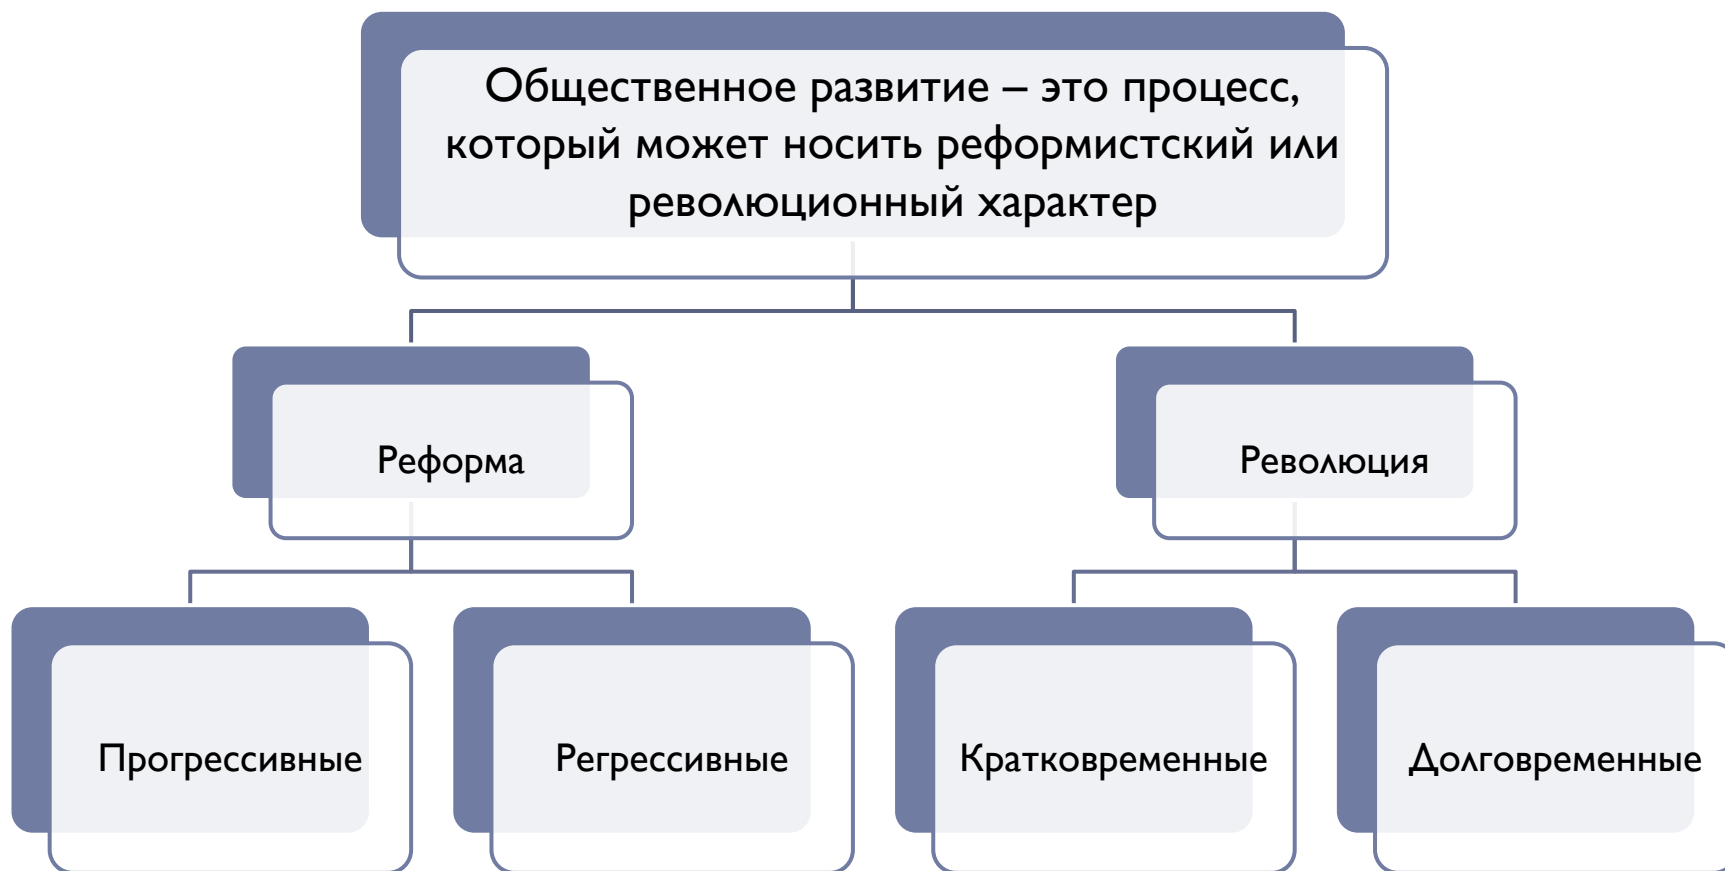 Общественное развитие – это процесс,
который может носить реформистский или
революционный характер
Реформа
Революция
Прогрессивные
Регрессивные
Кратковременные
Долговременные